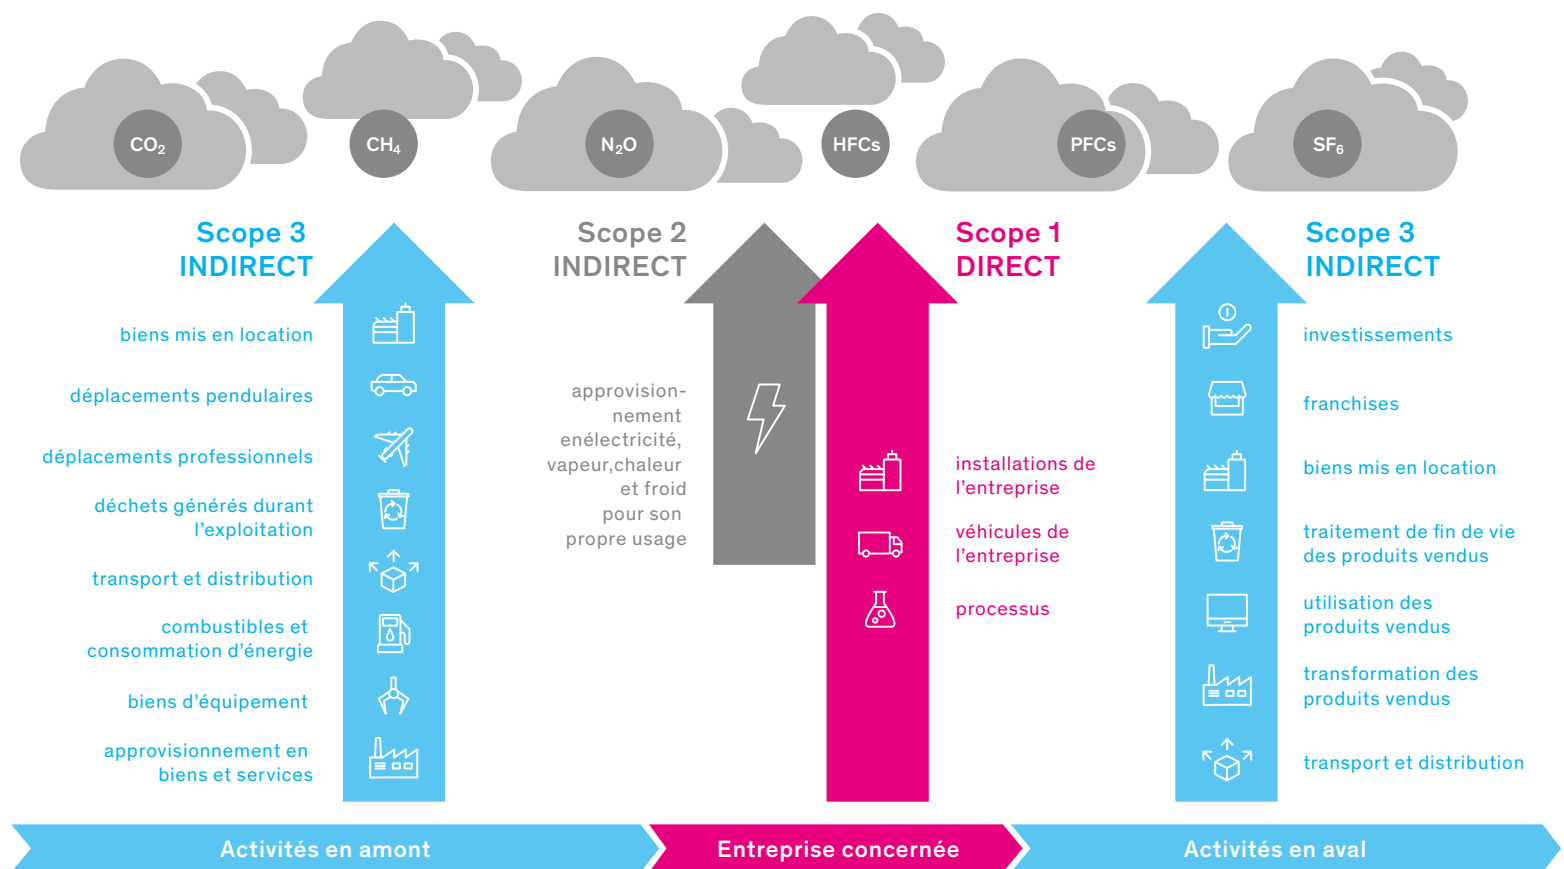 CO₂
CH₄
N₂O
HFCs
PFCs
SF₆
Scope 3
INDIRECT
biens mis en location
déplacements pendulaires
déplacements professionnels
déchets générés durant
l’exploitation
transport et distribution
combustibles et
consommation d’énergie
biens d’équipement
approvisionnement en
biens et services
Scope 2
INDIRECT
approvision-
nement
enélectricité,
vapeur,chaleur
et froid
pour son
propre usage
Scope 1
DIRECT
installations de
l’entreprise
véhicules de
l’entreprise
processus
Scope 3
INDIRECT
investissements
franchises
biens mis en location
traitement de fin de vie
des produits vendus
utilisation des
produits vendus
transformation des
produits vendus
transport et distribution
Activités en amont
Entreprise concernée
Activités en aval